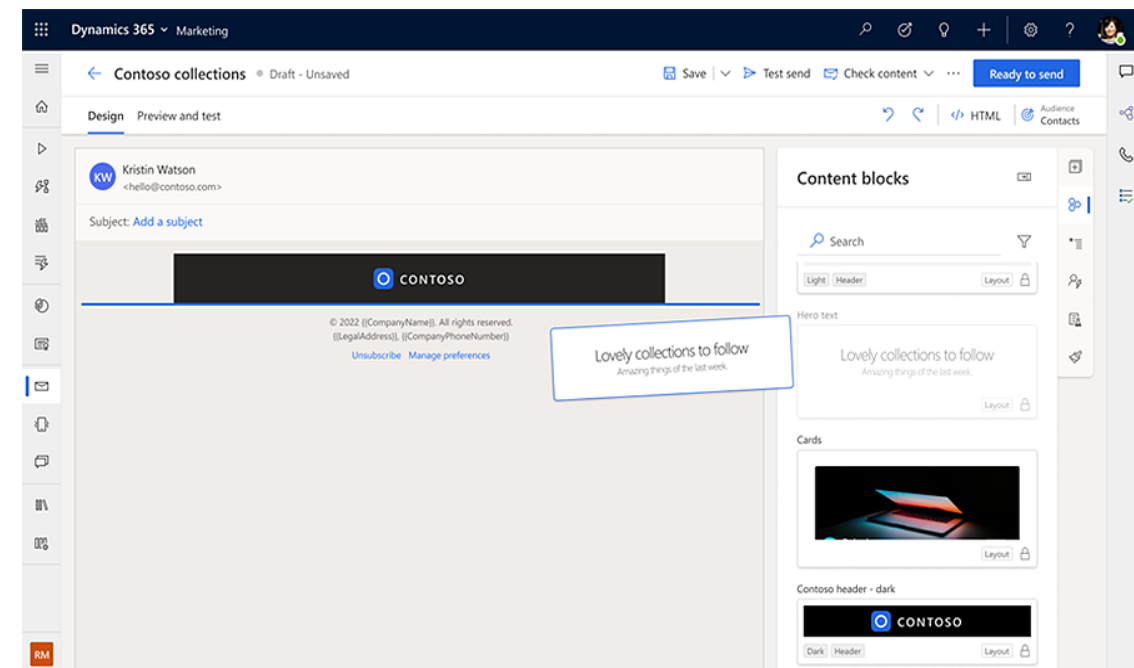 Dynamics 365 Marketing
Contoso collections Draft - Unsaved
Save Test send Check content Ready to send
Design Preview and test
HTML
Audience
Contacts
KW
Kristin Watson
<hello@contoso.com>
Subject: Add a subject
CONTOSO
© 2022 {{CompanyName}}. All rights reserved.
{{LegalAddress}}, {{CompanyPhoneNumber}}
Unsubscribe Manage preferences
Lovely collections to follow
Amazing things of the last week.
Content blocks
Search
Light Header Layout
Hero text
Lovely collections to follow
Amazing things of the last week.
Layout
Cards
Layout
Contoso header - dark
CONTOSO
Dark Header Layout
RM